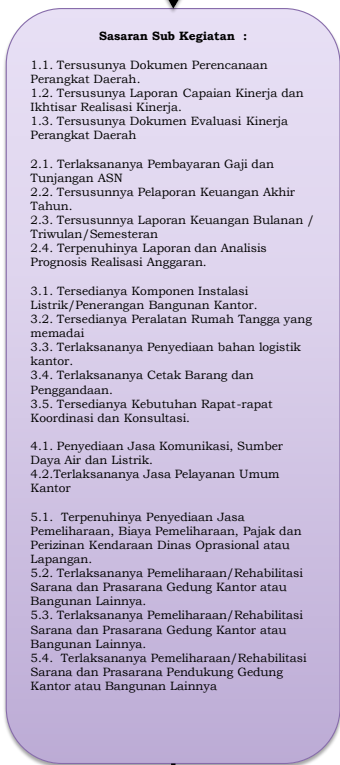 Sasaran Sub Kegiatan  :
1.1. Tersusunya Dokumen Perencanaan
Perangkat Daerah.
1.2. Tersusunya Laporan Capaian Kinerja dan
Ikhtisar Realisasi Kinerja.
1.3. Tersusunya Dokumen Evaluasi Kinerja
Perangkat Daerah
2.1. Terlaksananya Pembayaran Gaji dan
Tunjangan ASN
2.2. Tersusunnya Pelaporan Keuangan Akhir
Tahun.
2.3. Tersusunnya Laporan Keuangan Bulanan /
Triwulan/Semesteran
2.4. Terpenuhinya Laporan dan Analisis
Prognosis Realisasi Anggaran.
3.1. Tersedianya Komponen Instalasi
Listrik/Penerangan Bangunan Kantor.
3.2. Tersedianya Peralatan Rumah Tangga yang
memadai
3.3. Terlaksananya Penyediaan bahan logistik
kantor.
3.4. Terlaksananya Cetak Barang dan
Penggandaan.
3.5. Tersedianya Kebutuhan Rapat-rapat
Koordinasi dan Konsultasi.
4.1. Penyediaan Jasa Komunikasi, Sumber
Daya Air dan Listrik.
4.2.Terlaksananya Jasa Pelayanan Umum
Kantor
5.1.  Terpenuhinya Penyediaan Jasa
Pemeliharaan, Biaya Pemeliharaan, Pajak dan
Perizinan Kendaraan Dinas Oprasional atau
Lapangan.
5.2. Terlaksananya Pemeliharaan/Rehabilitasi
Sarana dan Prasarana Gedung Kantor atau
Bangunan Lainnya.
5.3. Terlaksananya Pemeliharaan/Rehabilitasi
Sarana dan Prasarana Gedung Kantor atau
Bangunan Lainnya.
5.4.  Terlaksananya Pemeliharaan/Rehabilitasi
Sarana dan Prasarana Pendukung Gedung
Kantor atau Bangunan Lainnya